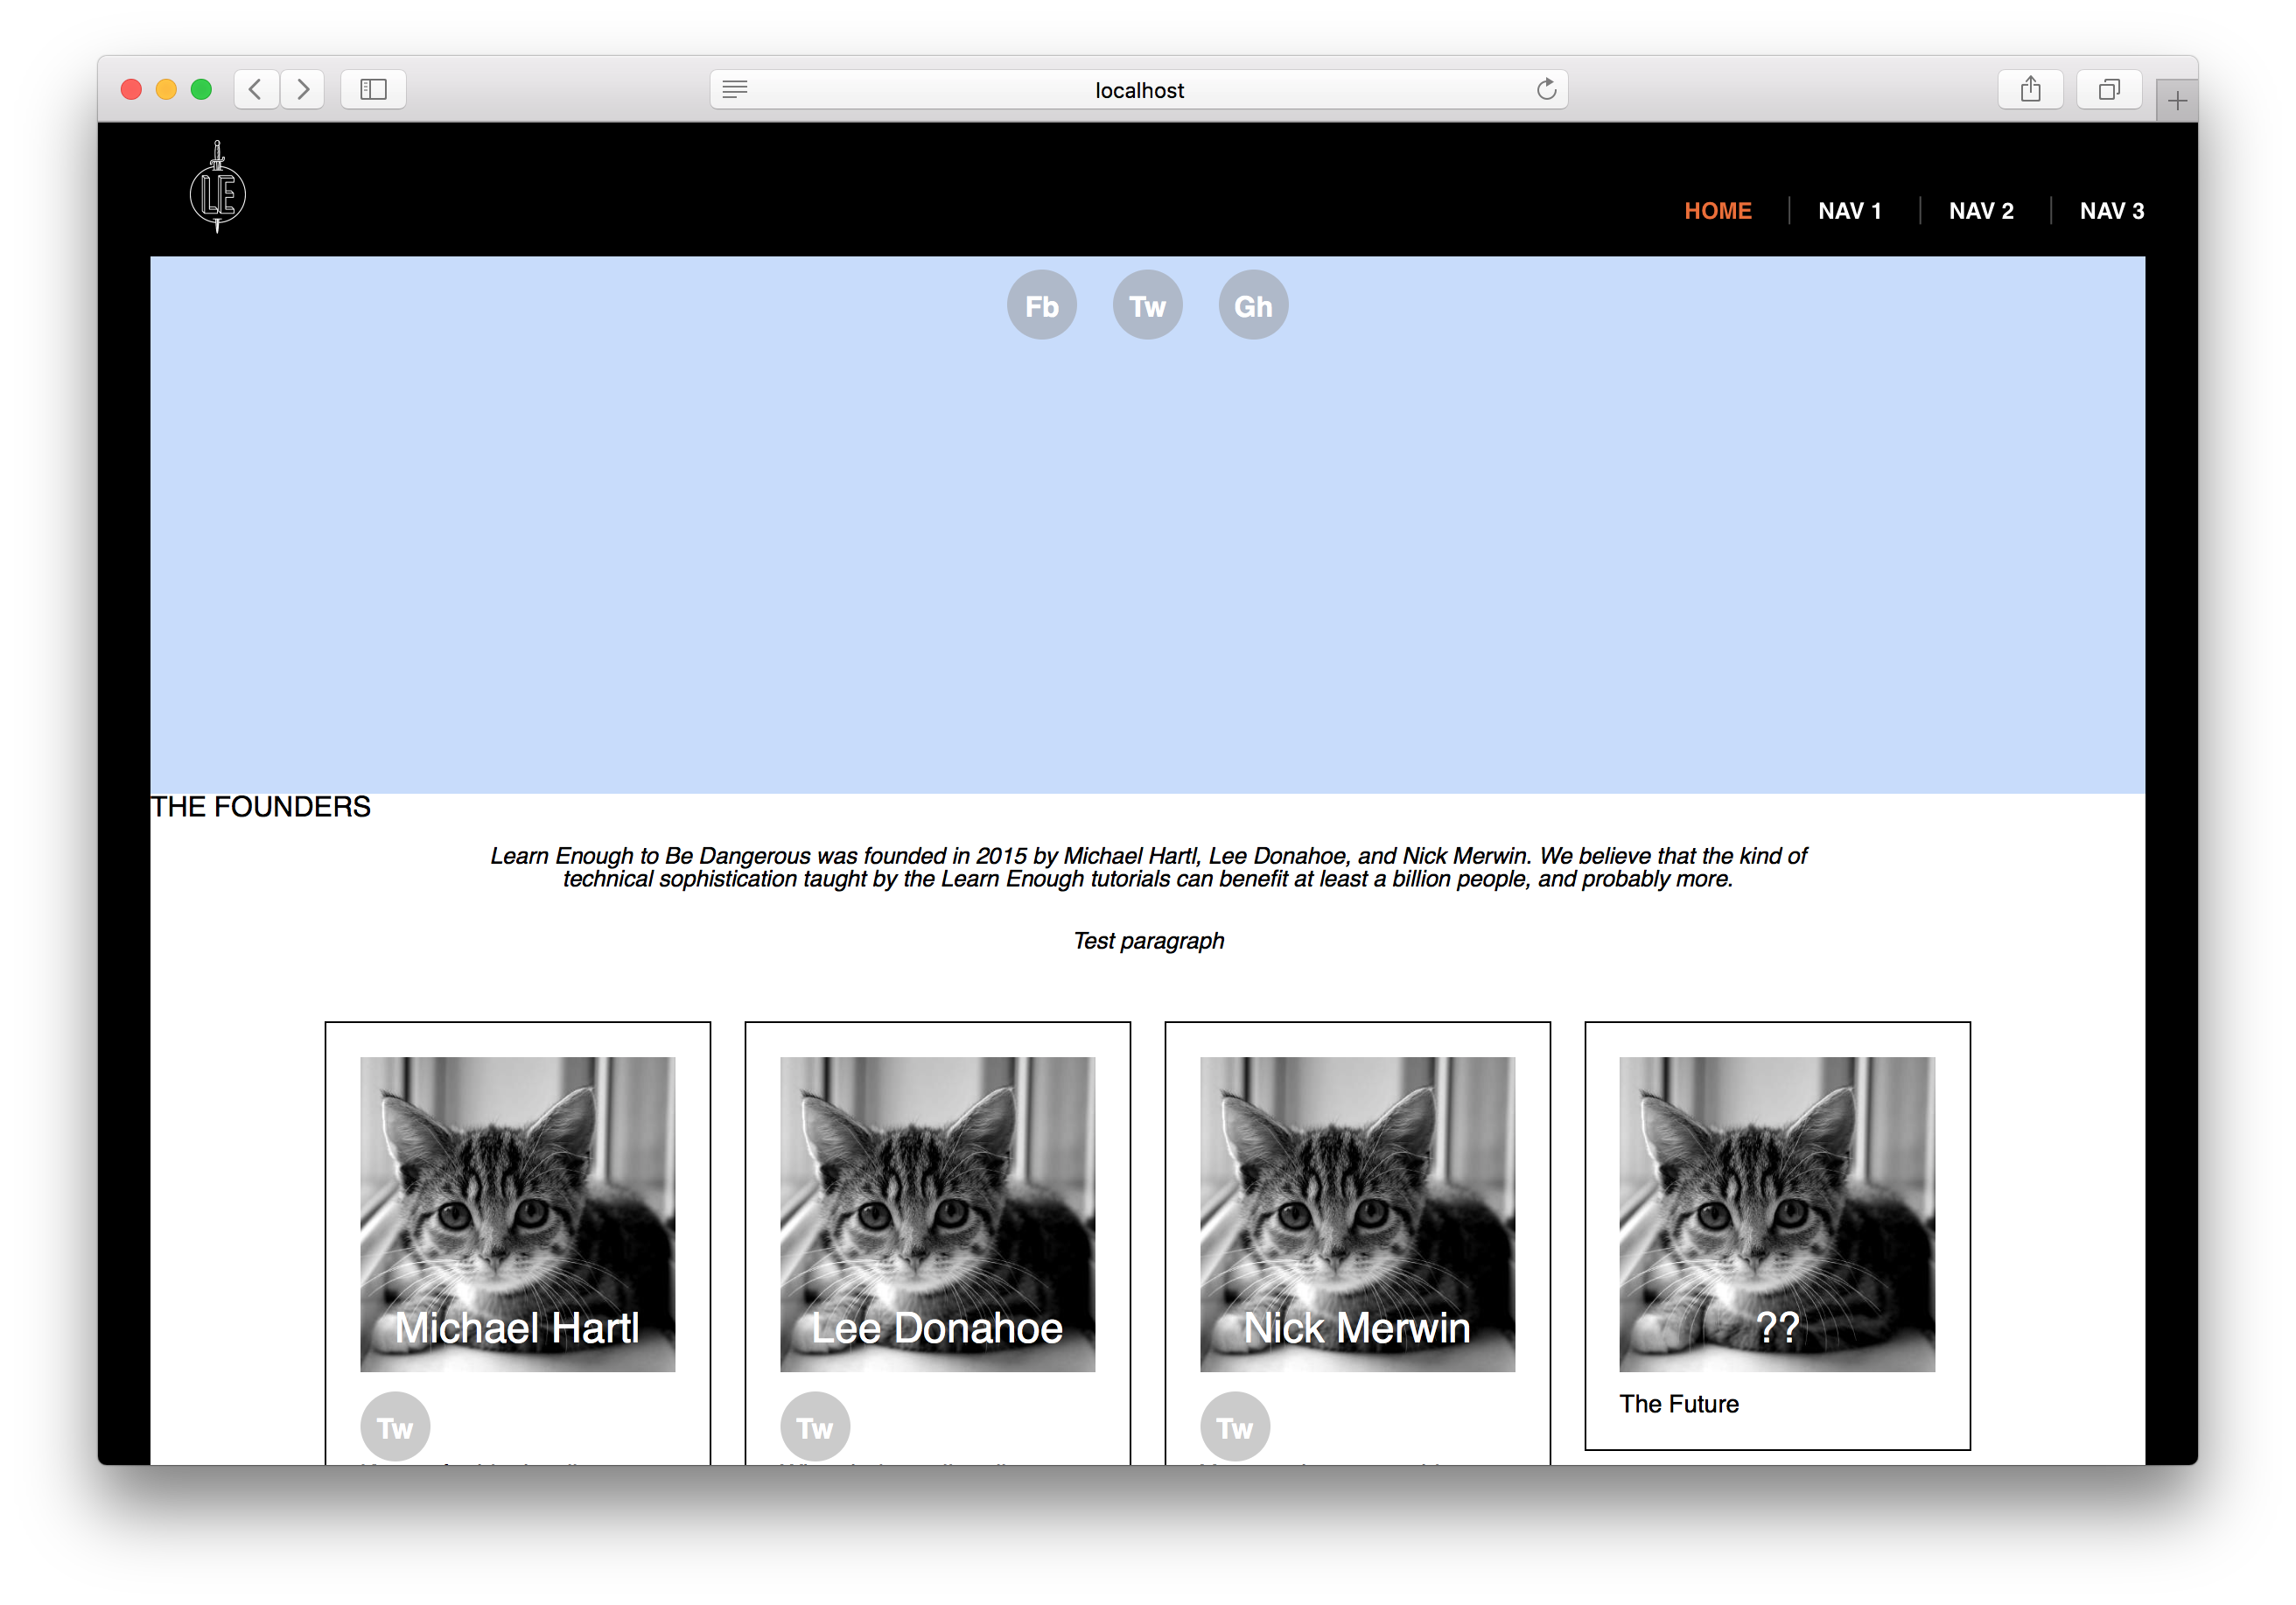 localhost
LE
HOME NAV 1 NAV 2 NAV 3
Fb Tw Gh
THE FOUNDERS
Learn Enough to Be Dangerous was founded in 2015 by Michael Hartl, Lee Donahoe, and Nick Merwin. We believe that the kind of
technical sophistication taught by the Learn Enough tutorials can benefit at least a billion people, and probably more.
Test paragraph
Michael Hartl Lee Donahoe Nick Merwin ??
The Future
Tw Tw Tw